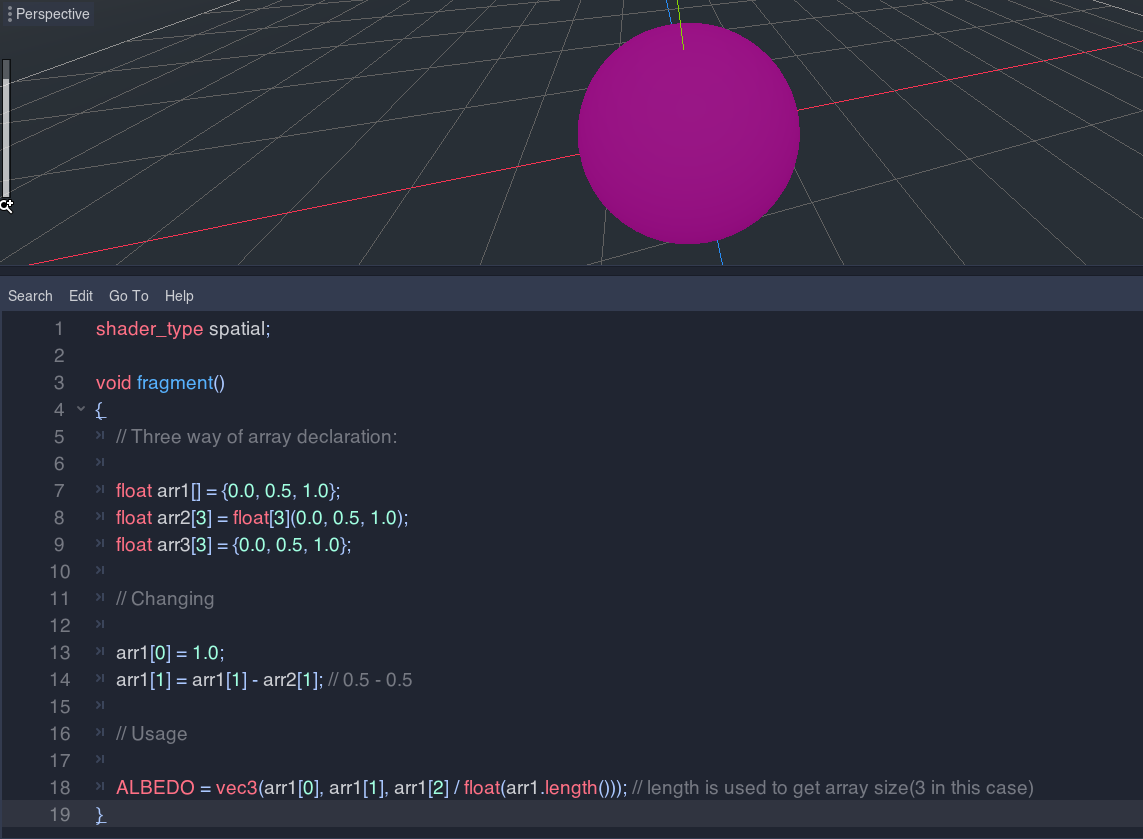 Perspective
Search Edit Go To Help
1 shader_type spatial;
2
3 void fragment()
4 {
5 // Three way of array declaration:
6
7 float arr1[] = {0.0, 0.5, 1.0};
8 float arr2[3] = float[3](0.0, 0.5, 1.0);
9 float arr3[3] = {0.0, 0.5, 1.0};
10
11 // Changing
12
13 arr1[0] = 1.0;
14 arr1[1] = arr1[1] - arr2[1]; // 0.5 - 0.5
15
16 // Usage
17
18 ALBEDO = vec3(arr1[0], arr1[1], arr1[2] / float(arr1.length())); // length is used to get array size(3 in this case)
19 }